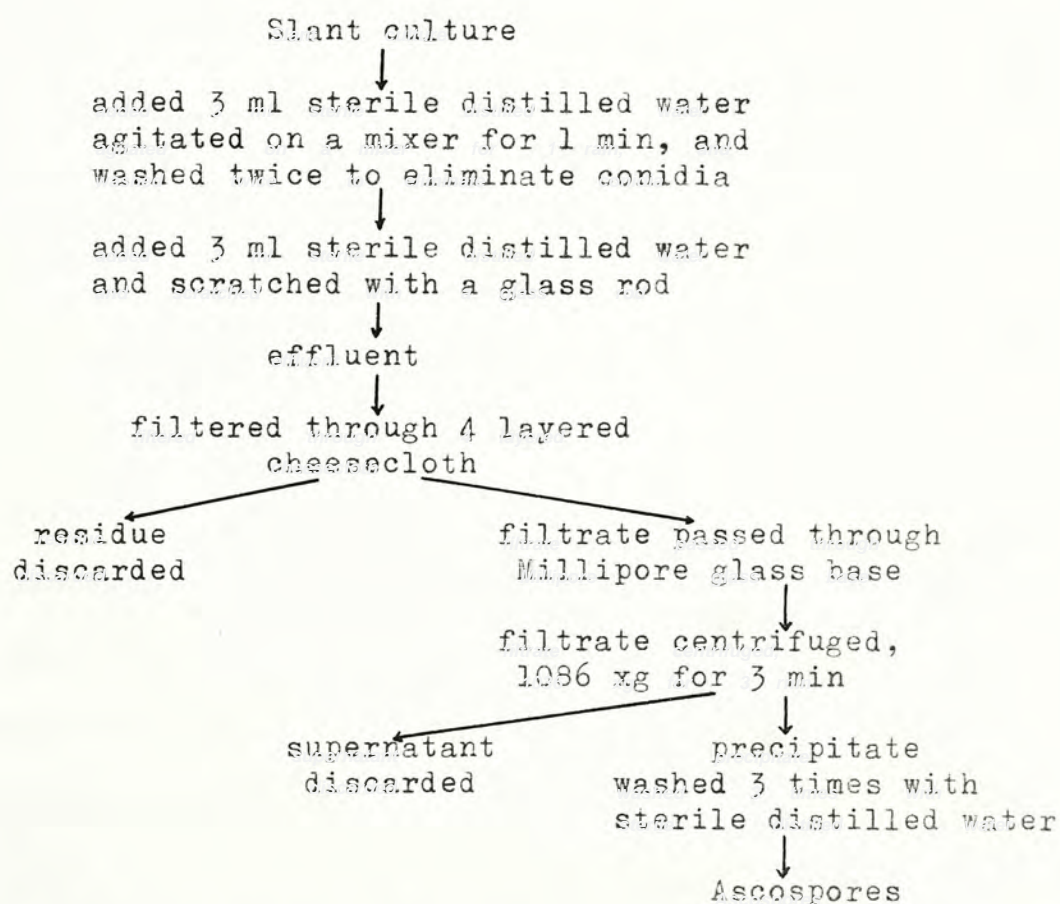 Slant culture
added 3 ml sterile distilled water
agitated on a mixer for 1 min, and
washed twice to eliminate conidia
added 3 ml sterile distilled water
and scratched with a glass rod
effluent
filtered through 4 layered
cheesecloth
residue
discarded
filtrate passed through
Millipore glass base
filtrate centrifuged,
1086 xg for 3 min
supernatant
discarded
precipitate
washed 3 times with
sterile distilled water
Ascospores